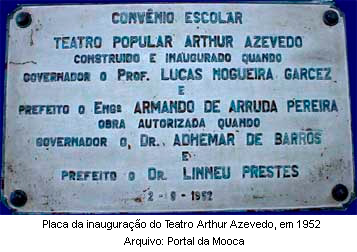 CONVÊNIO ESCOLAR
TEATRO POPULAR ARTHUR AZEVEDO
CONSTRUIDO E INAUGURADO QUANDO
GOVERNADOR O PROF. LUCAS NOGUEIRA GARCEZ
E
PREFEITO O ENGº ARMANDO DE ARRUDA PEREIRA
OBRA AUTORIZADA QUANDO
GOVERNADOR O, DR., ADHEMAR DE BARROS
E
PREFEITO O DR. LINNEU PRESTES
2-8-1952
Placa da inauguração do Teatro Arthur Azevedo, em 1952
Arquivo: Portal da Mooca